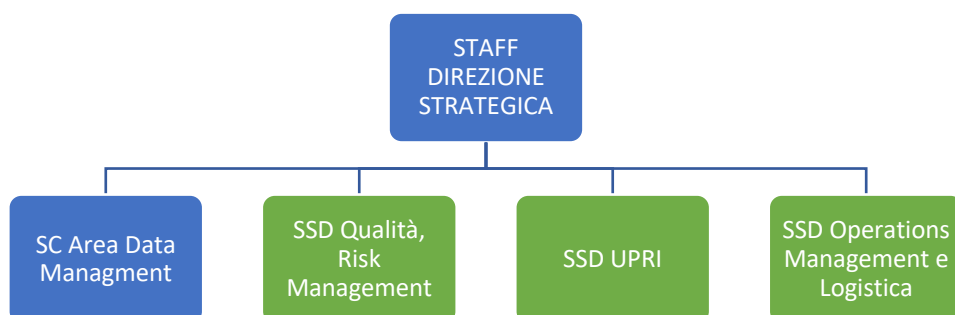 STAFF
DIREZIONE
STRATEGICA
SC Area Data
Managment
SSD Qualità,
Risk
Management
SSD UPRI
SSD Operations
Management e
Logistica